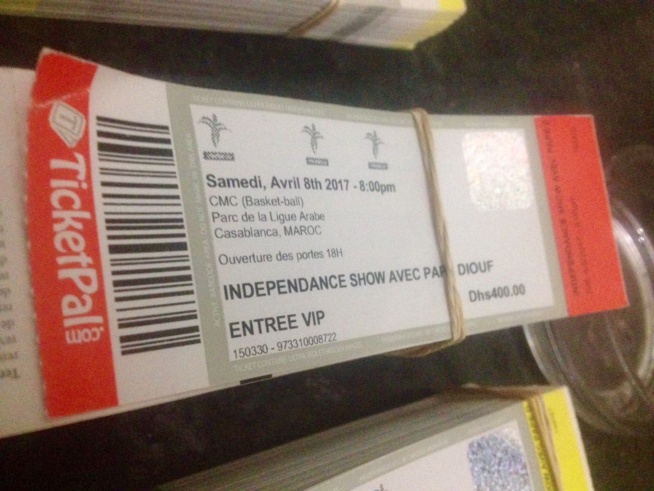 TicketPal.com
Samedi, Avril 8th 2017 - 8:00pm
CMC (Basket-ball)
Parc de la Ligue Arabe
Casablanca, MAROC
Ouverture des portes 18H
INDEPENDANCE SHOW AVEC PAP DIOUF
Dhs400.00
ENTREE VIP
150330 - 973310008722